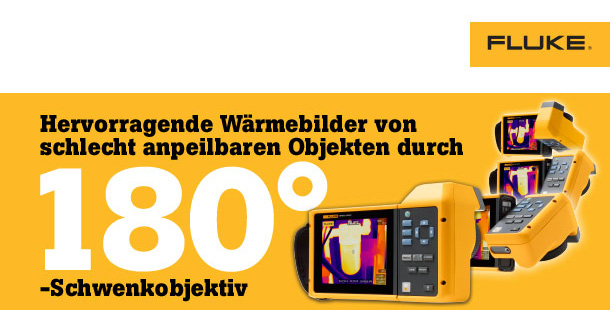 FLUKE®
Hervorragende Wärmebilder von
schlecht anpeilbaren Objekten durch
180°
-Schwenkobjektiv